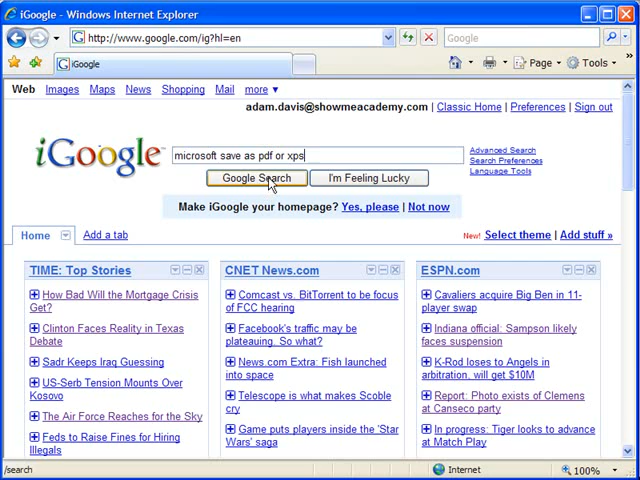 iGoogle - Windows Internet Explorer
http://www.google.com/ig?hl=en
Google
iGoogle
Page
Tools
Web Images Maps News Shopping Mail more ▼
adam.davis@showmeacademy.com | Classic Home | Preferences | Sign out
iGoogle™
microsoft save as pdf or xps
Advanced Search
Search Preferences
Language Tools
Google Search
I'm Feeling Lucky
Make iGoogle your homepage? Yes, please | Not now
Home
Add a tab
New! Select theme | Add stuff »
TIME: Top Stories
How Bad Will the Mortgage Crisis
Get?
Clinton Faces Reality in Texas
Debate
Sadr Keeps Iraq Guessing
US-Serb Tension Mounts Over
Kosovo
The Air Force Reaches for the Sky
Feds to Raise Fines for Hiring
Illegals
CNET News.com
Comcast vs. BitTorrent to be focus
of FCC hearing
Facebook's traffic may be
plateauing. So what?
News.com Extra: Fish launched
into space
Telescope is what makes Scoble
cry
Game puts players inside the 'Star
Wars' saga
ESPN.com
Cavaliers acquire Big Ben in 11-
player swap
Indiana official: Sampson likely
faces suspension
K-Rod loses to Angels in
arbitration, will get $10M
Report: Photo exists of Clemens
at Canseco party
In progress: Tiger looks to advance
at Match Play
/search
Internet
100%